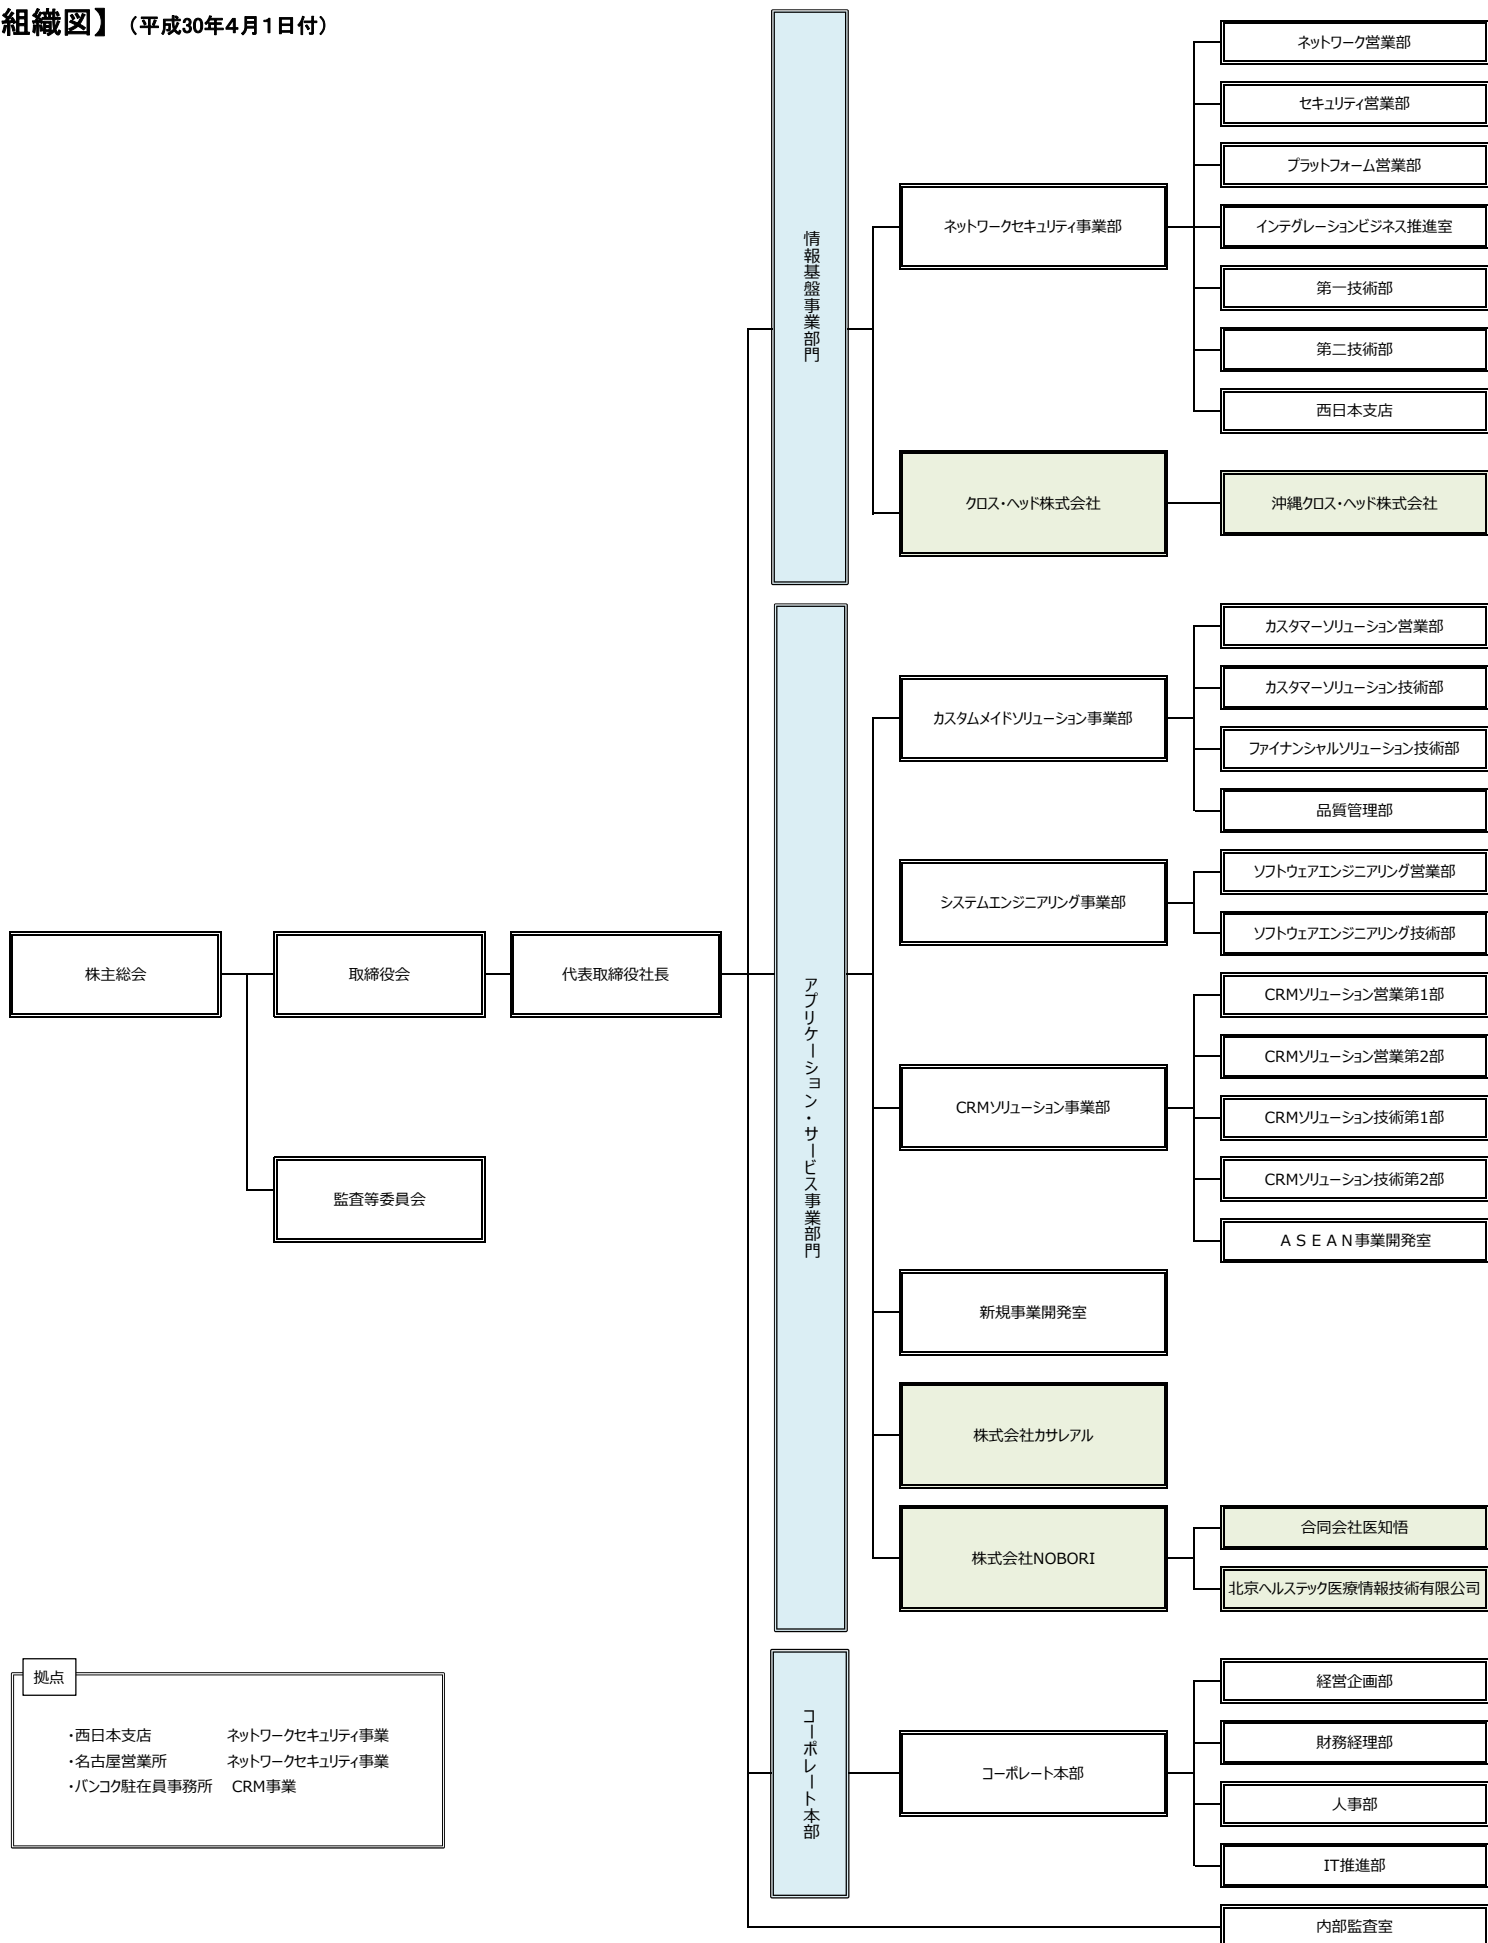 組織図】（平成30年4月1日付）
情報基盤事業部門
ネットワークセキュリティ事業部
ネットワーク営業部
セキュリティ営業部
プラットフォーム営業部
インテグレーションビジネス推進室
第一技術部
第二技術部
西日本支店
クロス・ヘッド株式会社
沖縄クロス・ヘッド株式会社
株主総会
取締役会
代表取締役社長
監査等委員会
アプリケーション・サービス事業部門
カスタムメイドソリューション事業部
カスタマーソリューション営業部
カスタマーソリューション技術部
ファイナンシャルソリューション技術部
品質管理部
システムエンジニアリング事業部
ソフトウェアエンジニアリング営業部
ソフトウェアエンジニアリング技術部
CRMソリューション事業部
CRMソリューション営業第1部
CRMソリューション営業第2部
CRMソリューション技術第1部
CRMソリューション技術第2部
ＡＳＥＡＮ事業開発室
新規事業開発室
株式会社カサレアル
株式会社NOBORI
合同会社医知悟
北京ヘルステック医療情報技術有限公司
コーポレート本部
コーポレート本部
経営企画部
財務経理部
人事部
IT推進部
内部監査室
拠点
・西日本支店 ネットワークセキュリティ事業
・名古屋営業所 ネットワークセキュリティ事業
・バンコク駐在員事務所 CRM事業